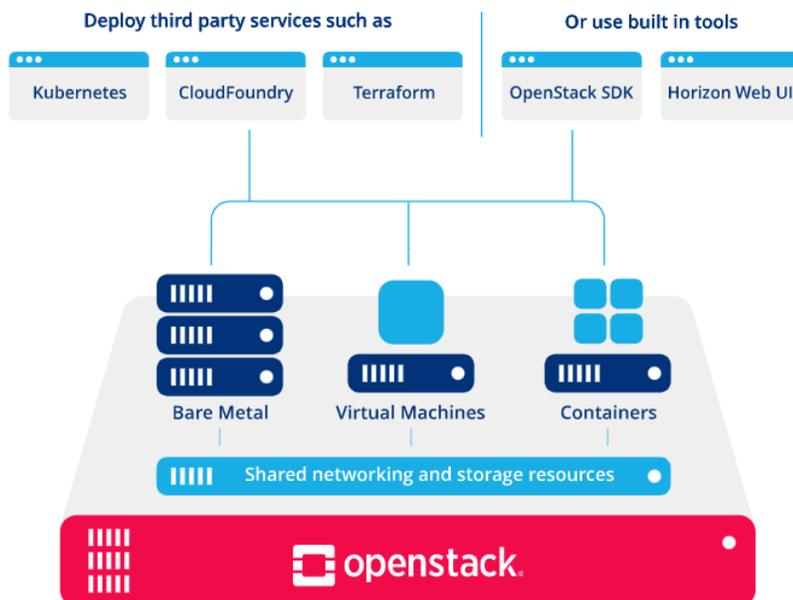 Deploy third party services such as
Or use built in tools
Kubernetes
CloudFoundry
Terraform
OpenStack SDK
Horizon Web UI
Bare Metal
Virtual Machines
Containers
Shared networking and storage resources
openstack.